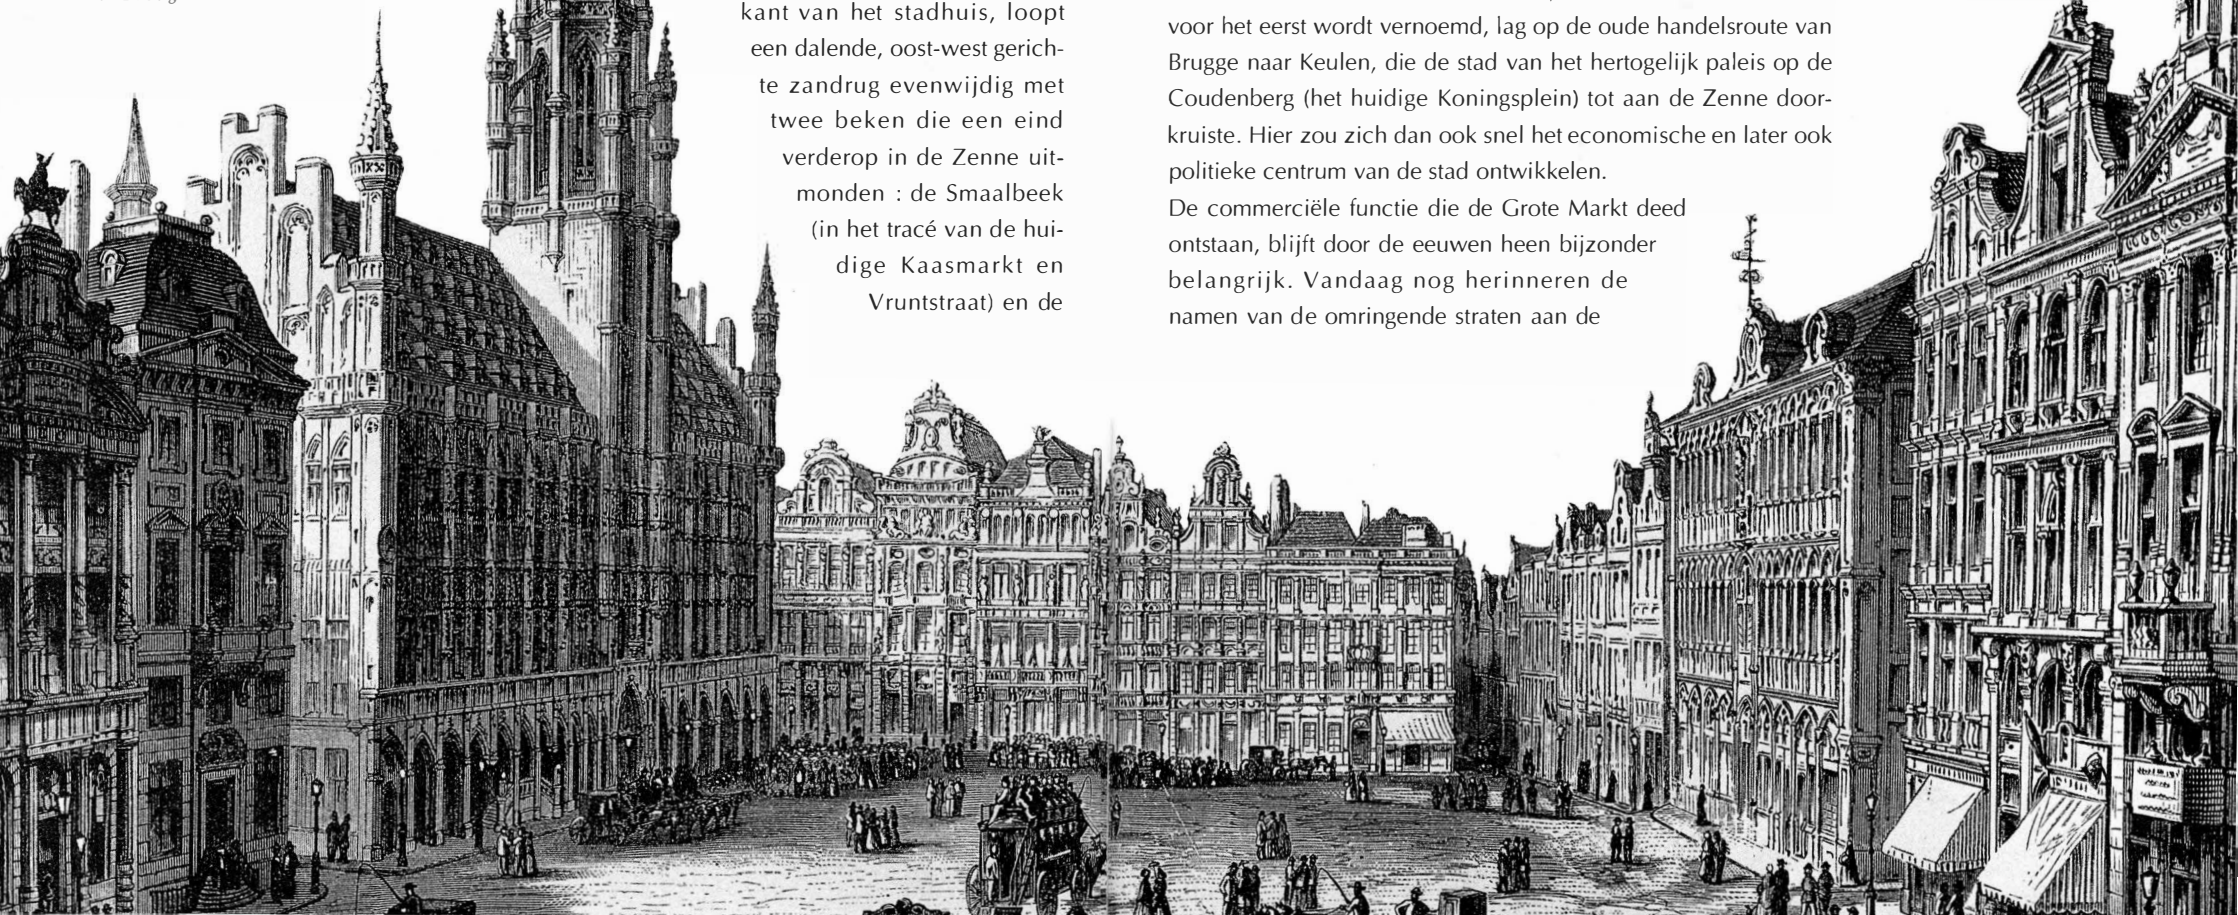 kant van het stadhuis, loopt
een dalende, oost-west gerich-
te zandrug evenwijdig met
twee beken die een eind
verderop in de Zenne uit-
monden : de Smaalbeek
(in het tracé van de hui-
dige Kaasmarkt en
Vruntstraat) en de
voor het eerst wordt vernoemd, lag op de oude handelsroute van
Brugge naar Keulen, die de stad van het hertogelijk paleis op de
Coudenberg (het huidige Koningsplein) tot aan de Zenne door-
kruiste. Hier zou zich dan ook snel het economische en later ook
politieke centrum van de stad ontwikkelen.
De commerciële functie die de Grote Markt deed
ontstaan, blijft door de eeuwen heen bijzonder
belangrijk. Vandaag nog herinneren de
namen van de omringende straten aan de